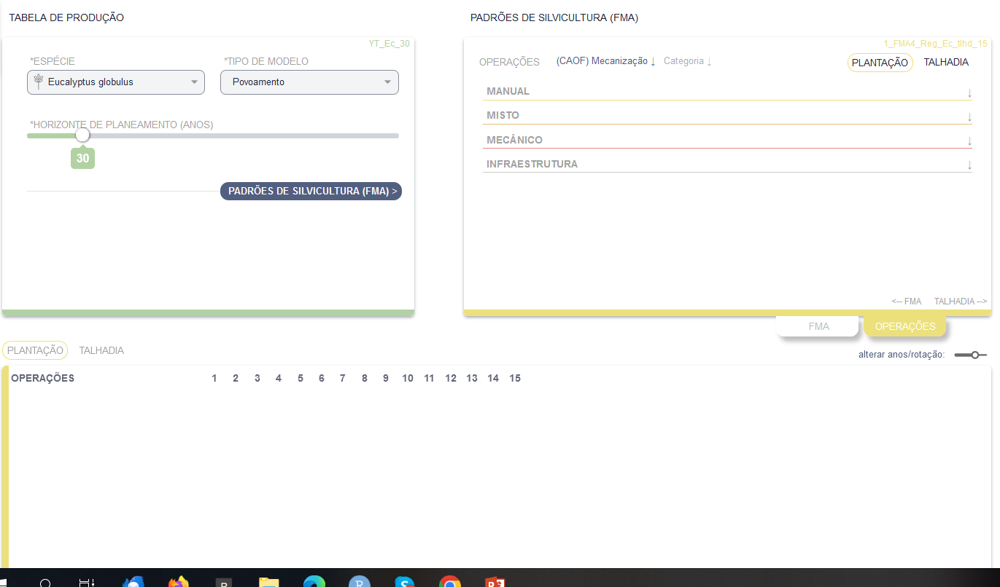 TABELA DE PRODUÇÃO
YT_Ec_30
*ESPÉCIE
*TIPO DE MODELO
Eucalyptus globulus
Povoamento
*HORIZONTE DE PLANEAMENTO (ANOS)
30
PADRÕES DE SILVICULTURA (FMA) >
PADRÕES DE SILVICULTURA (FMA)
1_FMA4_Reg_Ec_tlhd_15
OPERAÇÕES
(CAOF) Mecanização ↓
Categoria ↓
PLANTAÇÃO
TALHADIA
MANUAL ↓
MISTO ↓
MECÂNICO ↓
INFRAESTRUTURA ↓
<-- FMA
TALHADIA -->
FMA
OPERAÇÕES
PLANTAÇÃO
TALHADIA
alterar anos/rotação:
OPERAÇÕES 1 2 3 4 5 6 7 8 9 10 11 12 13 14 15